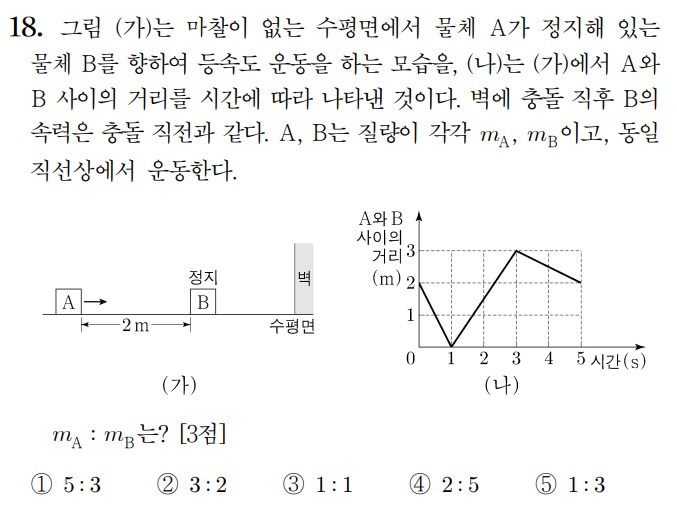 18. 그림 (가)는 마찰이 없는 수평면에서 물체 A가 정지해 있는
물체 B를 향하여 등속도 운동을 하는 모습을, (나)는 (가)에서 A와
B 사이의 거리를 시간에 따라 나타낸 것이다. 벽에 충돌 직후 B의
속력은 충돌 직전과 같다. A, B는 질량이 각각 m_A, m_B이고, 동일
직선상에서 운동한다.
A
정지
B
벽
2m
수평면
(가)
A와 B
사이의
거리
(m)
3
2
1
0 1 2 3 4 5 시간(s)
(나)
m_A : m_B는? [3점]
① 5 : 3 ② 3 : 2 ③ 1 : 1 ④ 2 : 5 ⑤ 1 : 3